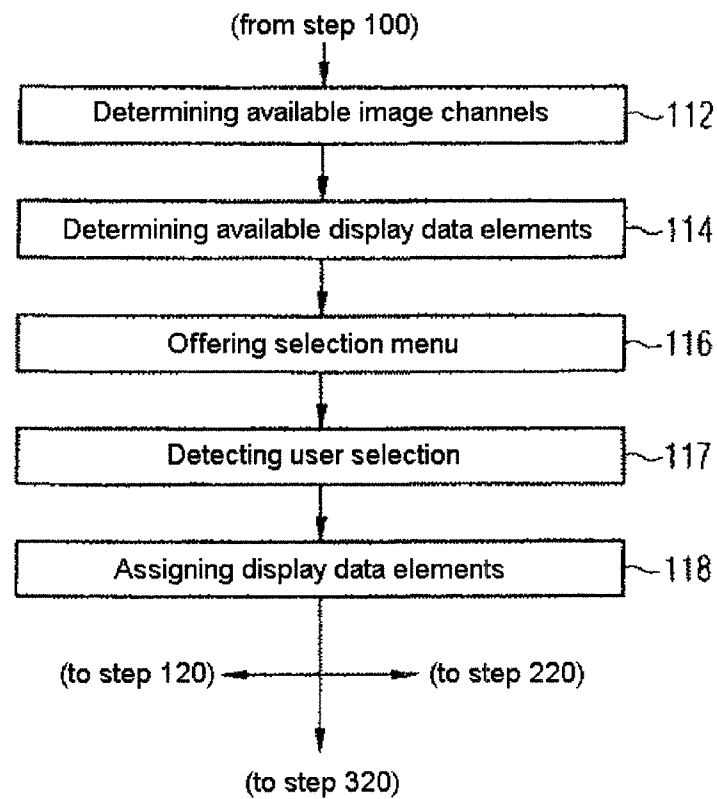 (from step 100)
Determining available image channels 112
Determining available display data elements 114
Offering selection menu 116
Detecting user selection 117
Assigning display data elements 118
(to step 120) (to step 220)
(to step 320)